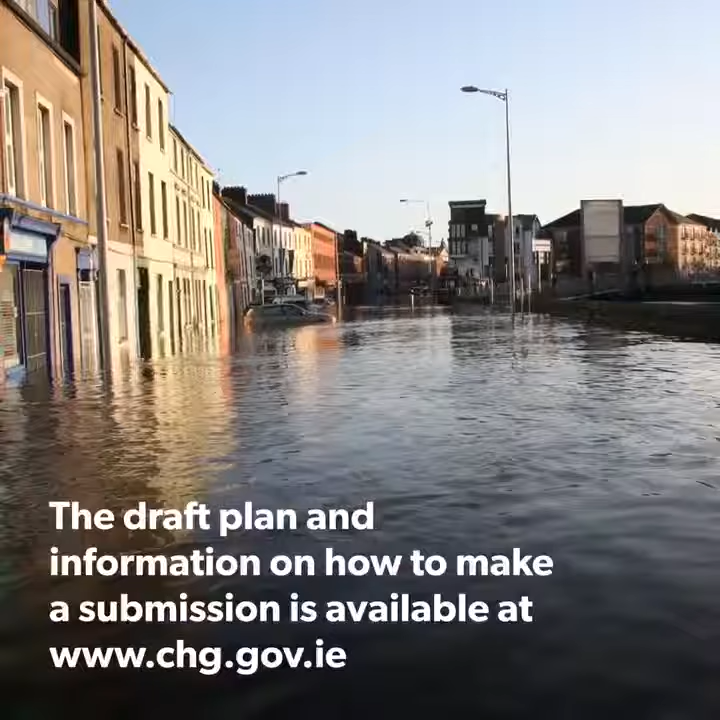 The draft plan and
information on how to make
a submission is available at
www.chg.gov.ie